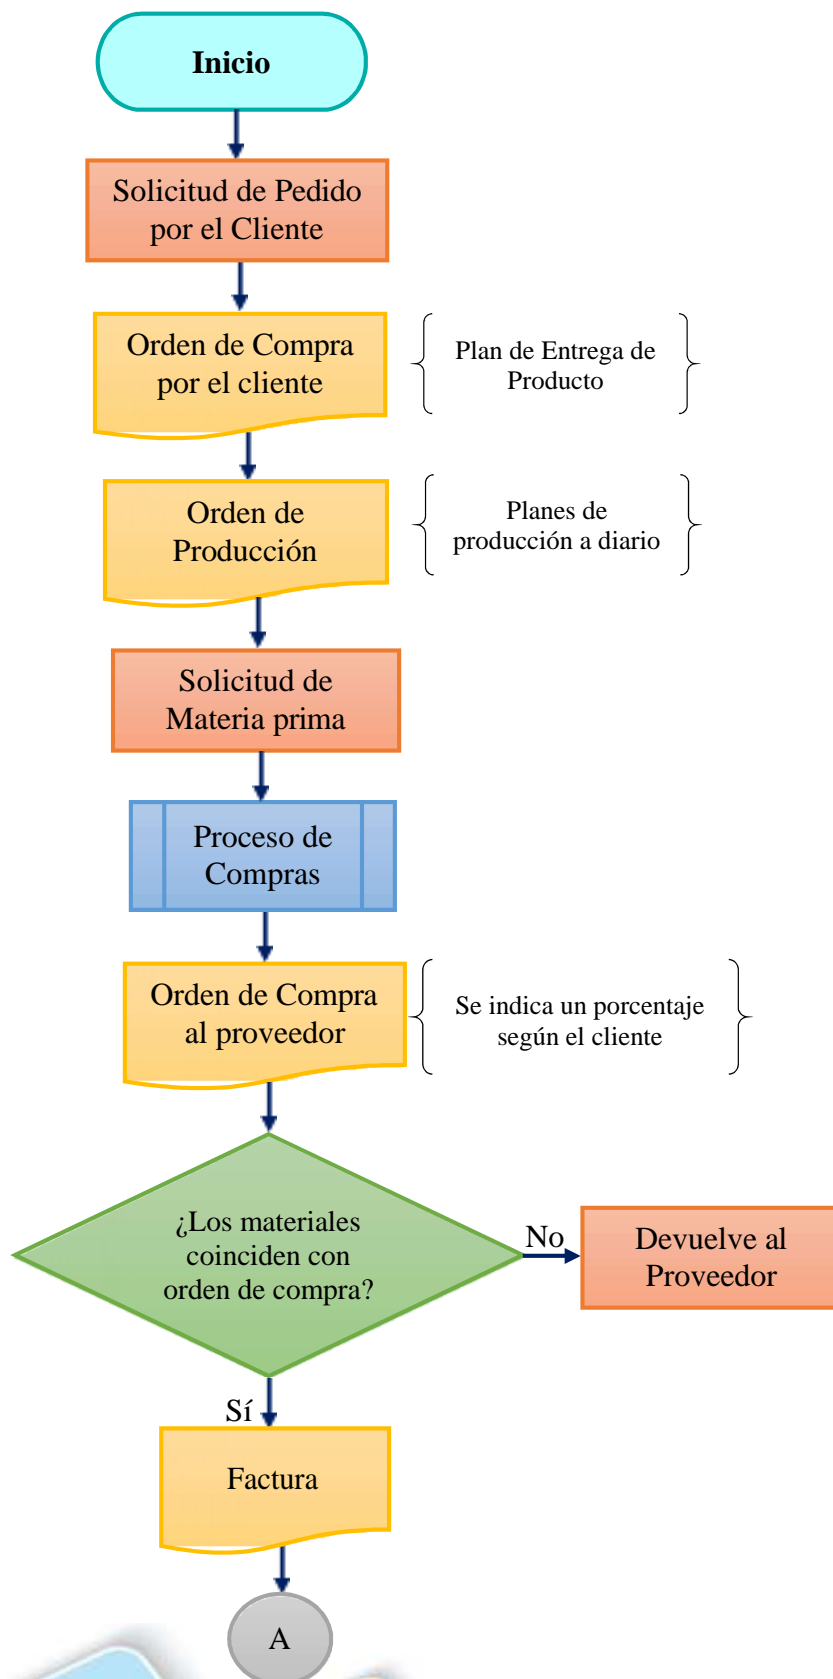 Inicio
Solicitud de Pedido
por el Cliente
Orden de Compra
por el cliente
Plan de Entrega de
Producto
Orden de
Producción
Planes de
producción a diario
Solicitud de
Materia prima
Proceso de
Compras
Orden de Compra
al proveedor
Se indica un porcentaje
según el cliente
¿Los materiales
coinciden con
orden de compra?
No
Devuelve al
Proveedor
Sí
Factura
A